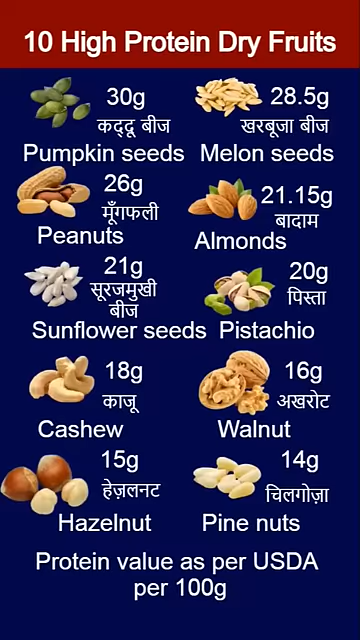 10 High Protein Dry Fruits
30g
कद्दू बीज
Pumpkin seeds
28.5g
खरबूजा बीज
Melon seeds
26g
मूँगफली
Peanuts
21.15g
बादाम
Almonds
21g
सूरजमुखी
बीज
Sunflower seeds
20g
पिस्ता
Pistachio
18g
काजू
Cashew
16g
अखरोट
Walnut
15g
हेज़लनट
Hazelnut
14g
चिलगोज़ा
Pine nuts
Protein value as per USDA
per 100g